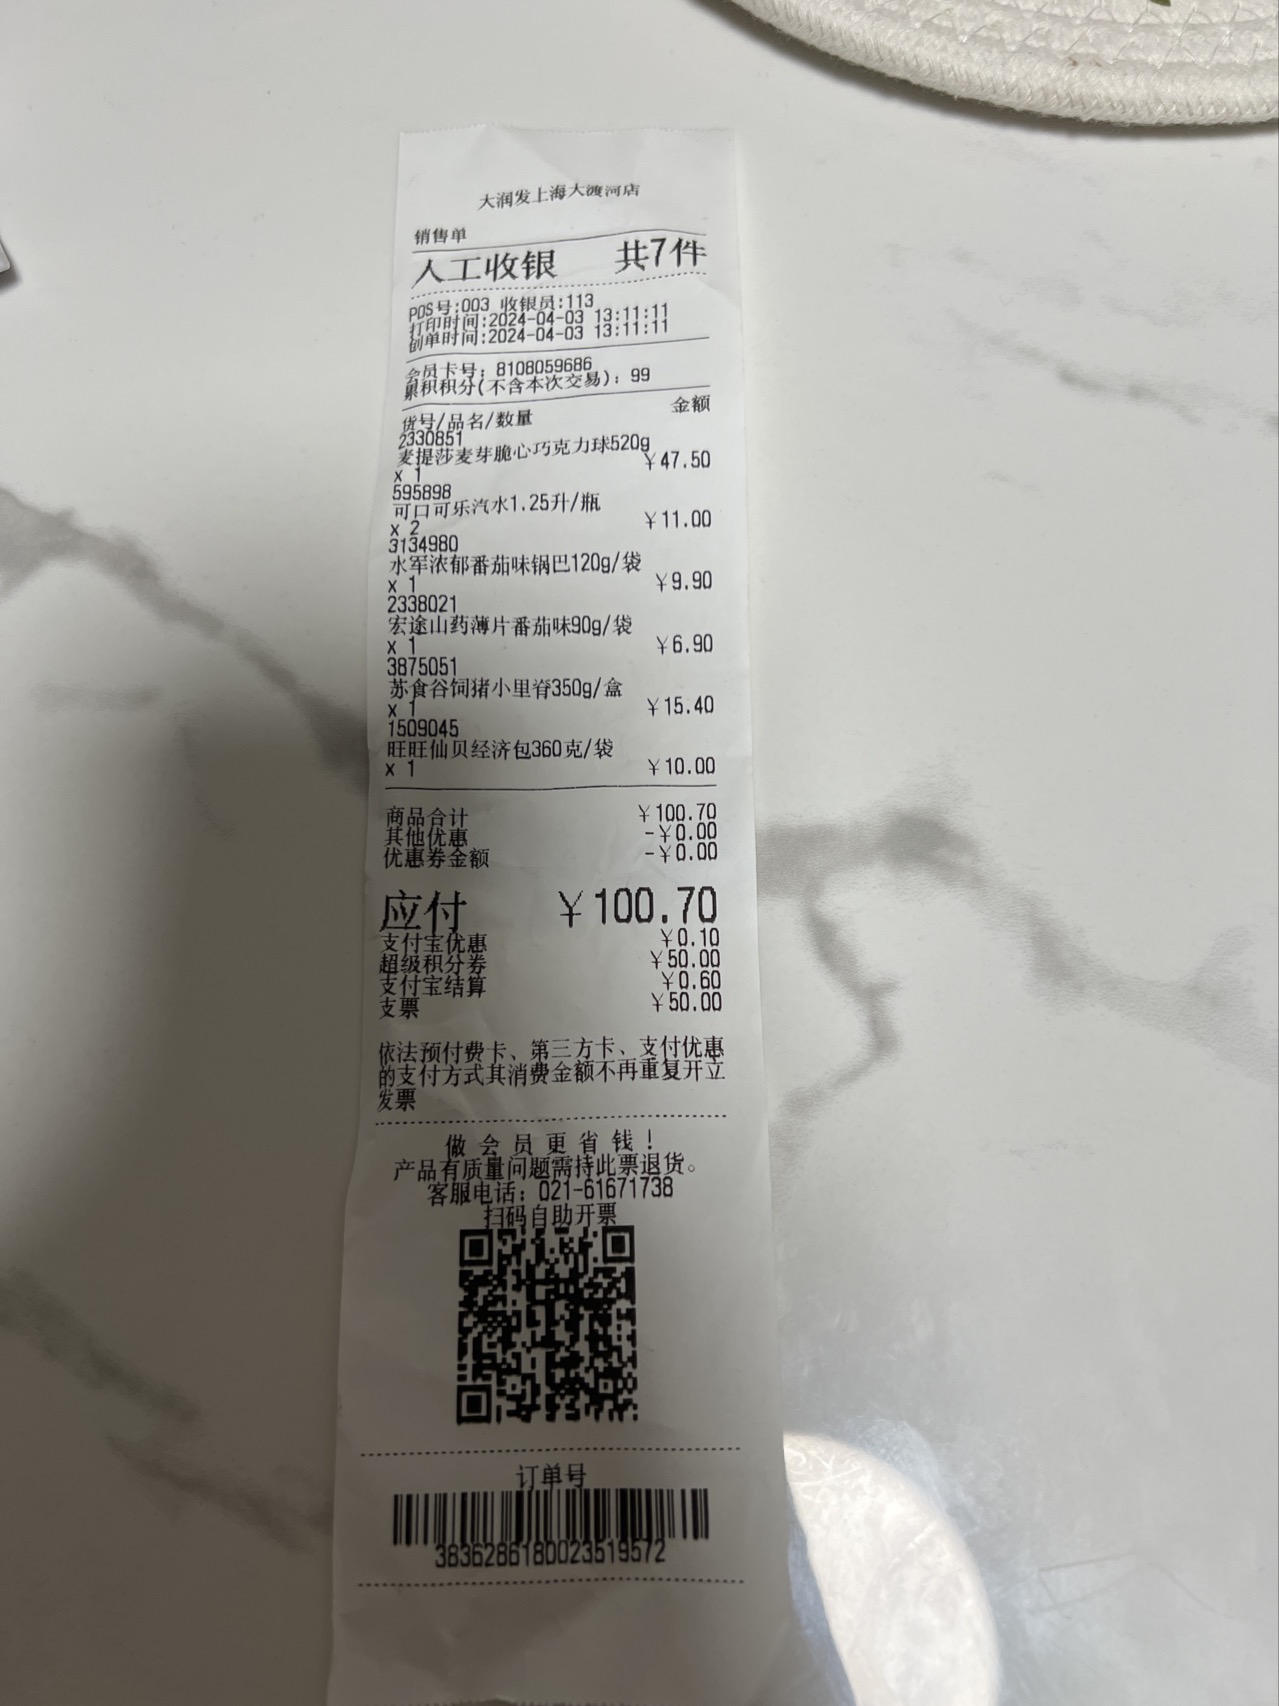 大润发上海大渡河店
销售单
人工收银 共7件
POS号:003 收银员:113
打印时间:2024-04-03 13:11:11
创单时间:2024-04-03 13:11:11
会员卡号: 8108059686
累积积分(不含本次交易): 99
货号/品名/数量 金额
2330851
麦提莎麦芽脆心巧克力球520g
x 1 ¥47.50
595898
可口可乐汽水1.25升/瓶
x 2 ¥11.00
3134980
水军浓郁番茄味锅巴120g/袋
x 1 ¥9.90
2338021
宏途山药薄片番茄味90g/袋
x 1 ¥6.90
3875051
苏食谷饲猪小里脊350g/盒
x 1 ¥15.40
1509045
旺旺仙贝经济包360克/袋
x 1 ¥10.00
商品合计 ¥100.70
其他优惠 -¥0.00
优惠券金额 -¥0.00
应付 ¥100.70
支付宝优惠 ¥0.10
超级积分券 ¥50.00
支付宝结算 ¥0.60
支票 ¥50.00
依法预付费卡、第三方卡、支付优惠
的支付方式其消费金额不再重复开立
发票
做会员更省钱!
产品有质量问题需持此票退货。
客服电话: 021-61671738
扫码自助开票
订单号
3836286180023519572